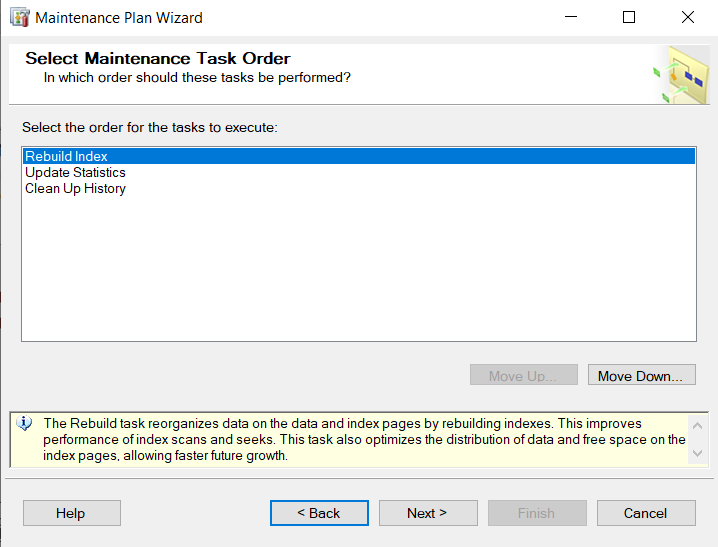 Maintenance Plan Wizard
Select Maintenance Task Order
In which order should these tasks be performed?
Select the order for the tasks to execute:
Rebuild Index
Update Statistics
Clean Up History
Move Up...
Move Down...
The Rebuild task reorganizes data on the data and index pages by rebuilding indexes. This improves
performance of index scans and seeks. This task also optimizes the distribution of data and free space on the
index pages, allowing faster future growth.
Help
< Back
Next >
Finish
Cancel